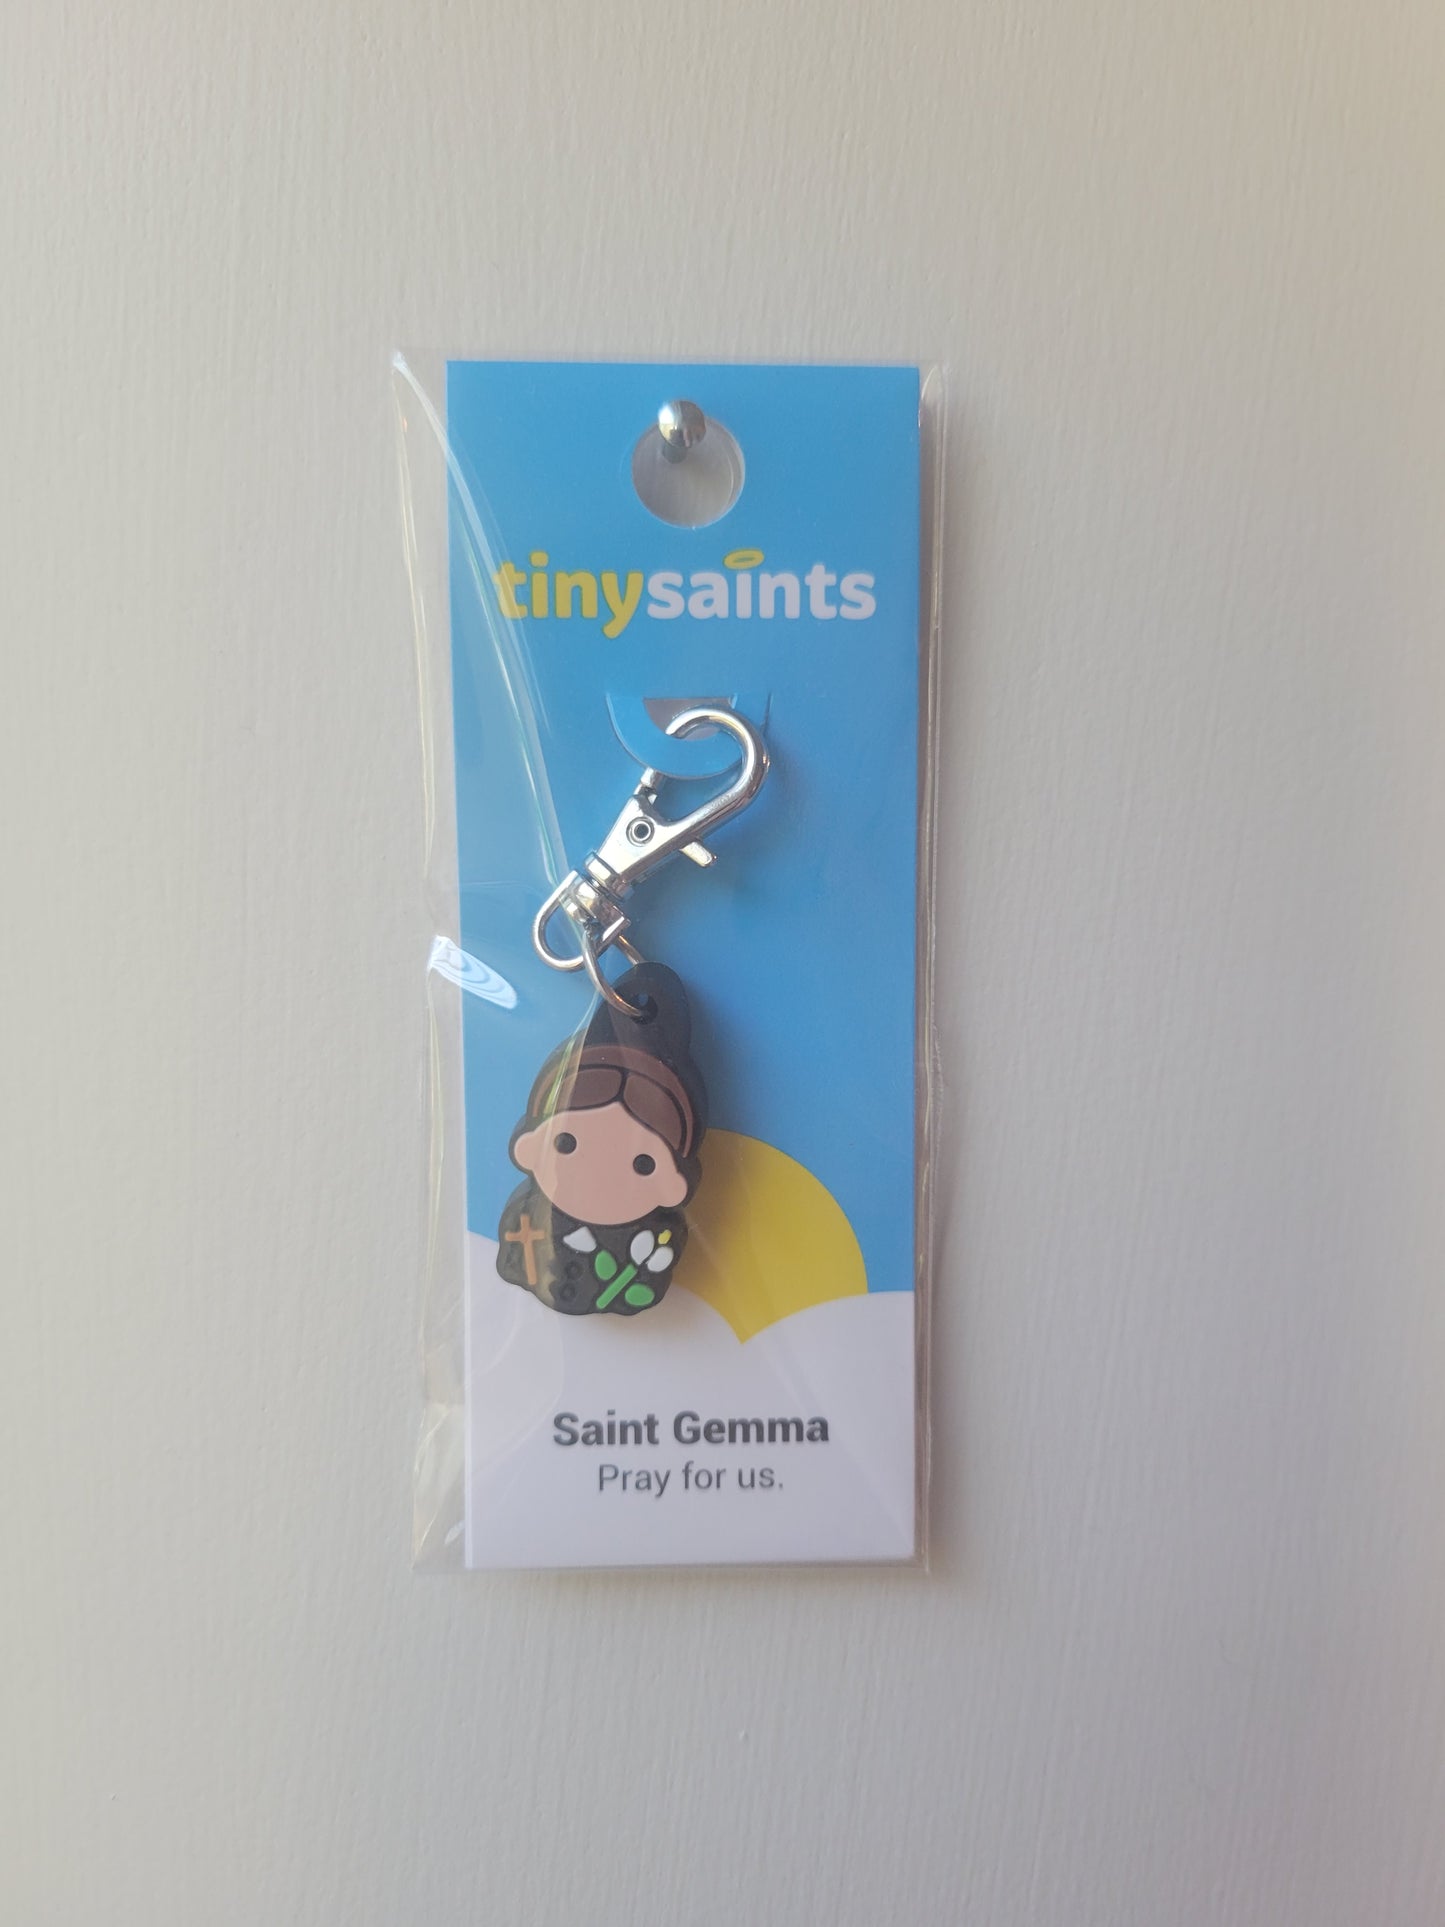 tinysaints
Saint Gemma
Pray for us.